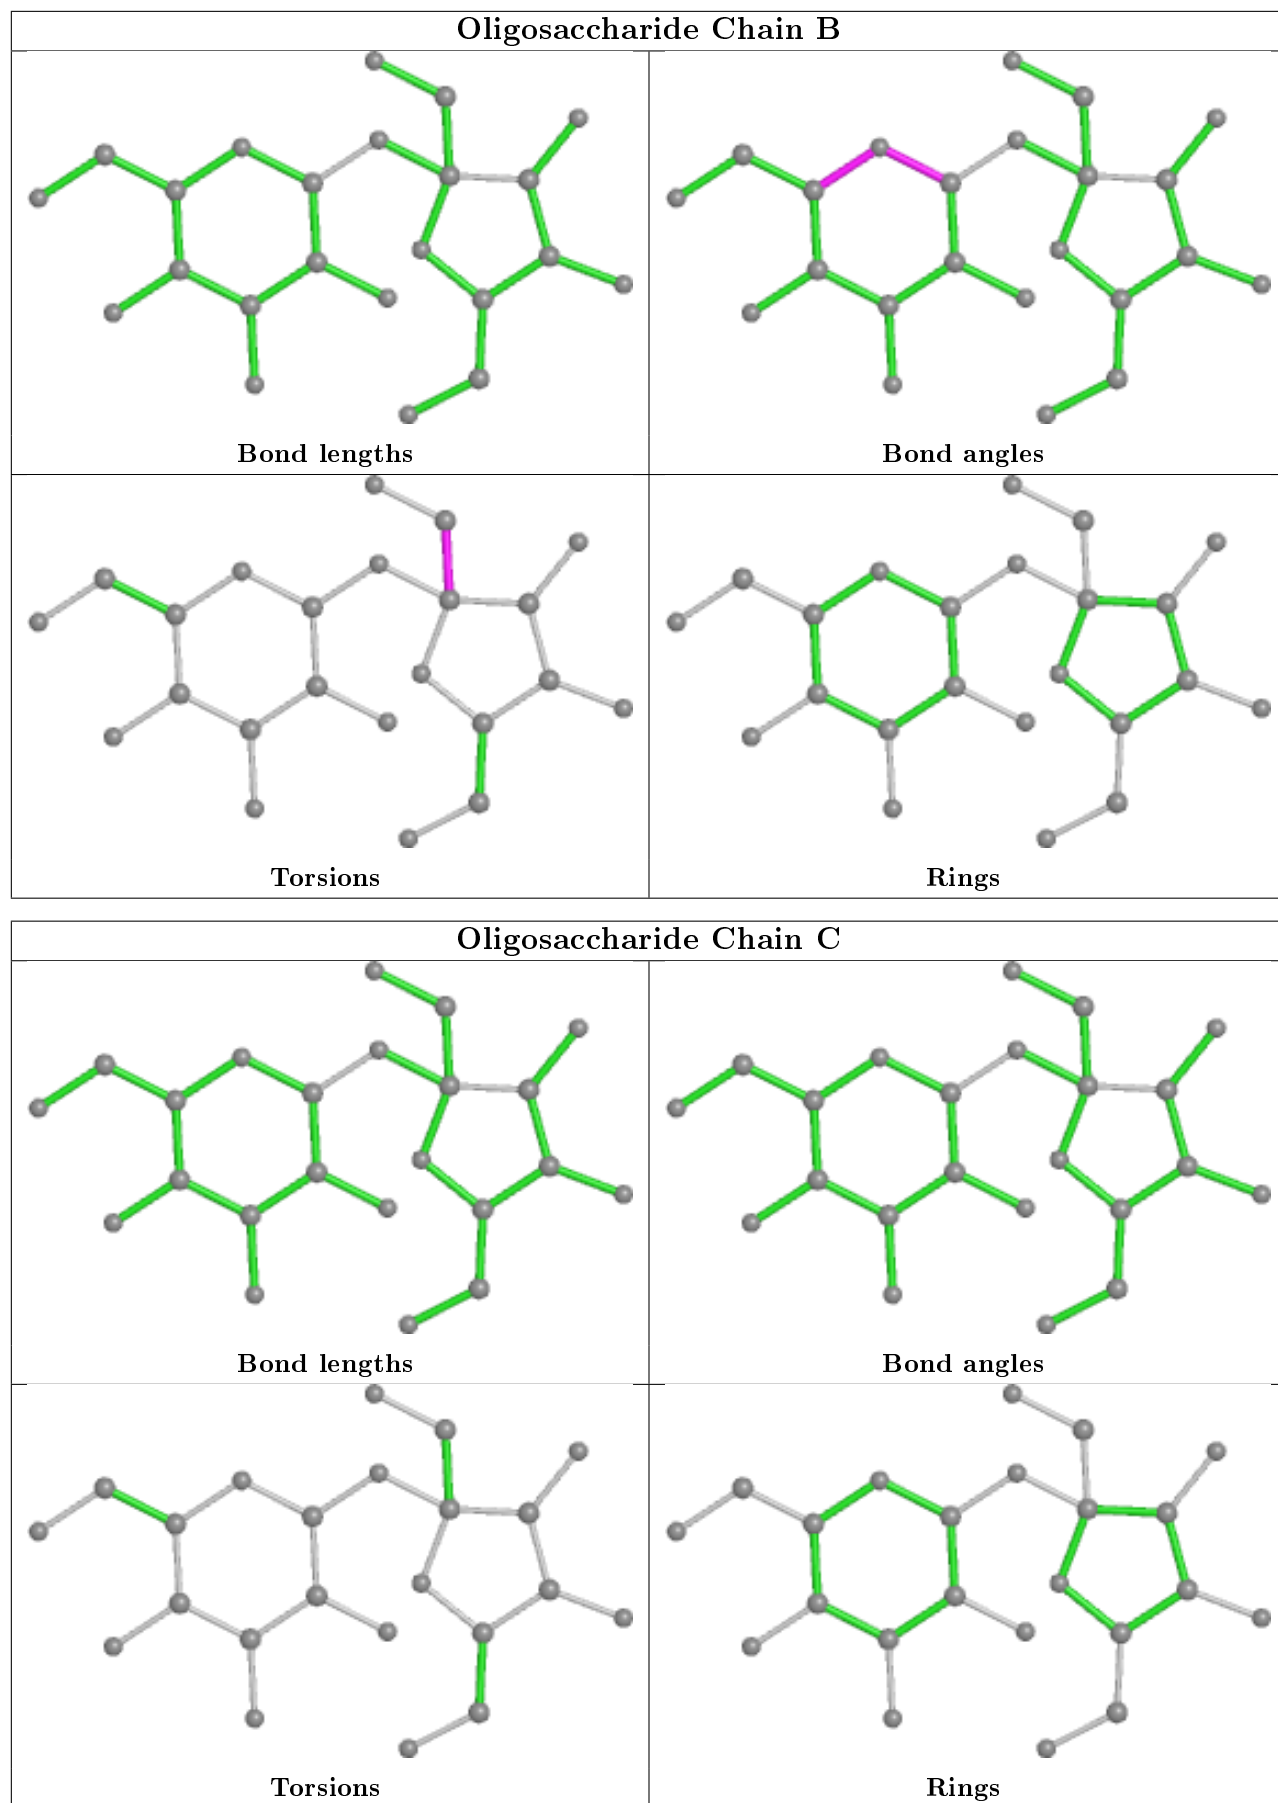 Oligosaccharide Chain B
Bond lengths
Bond angles
Torsions
Rings
Oligosaccharide Chain C
Bond lengths
Bond angles
Torsions
Rings